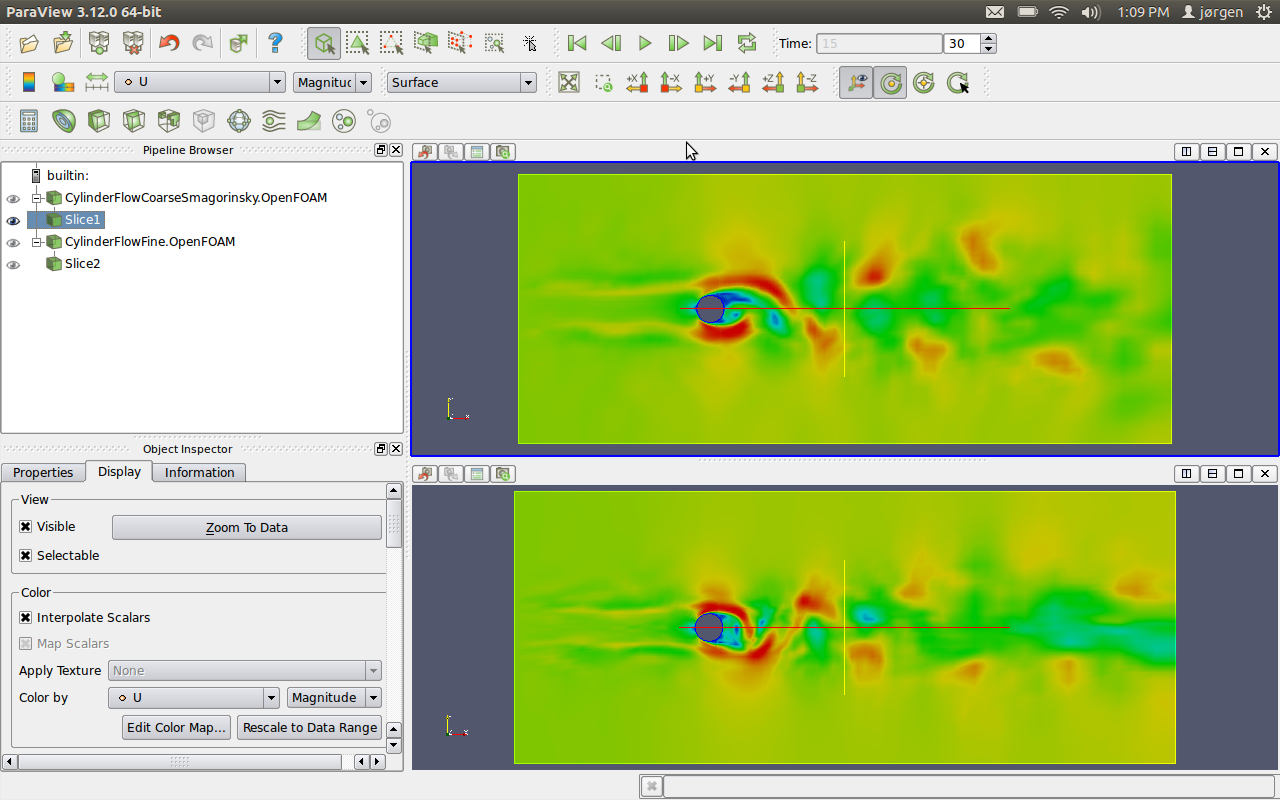 ParaView 3.12.0 64-bit
1:09 PM jørgen
Time: 15 30
U Magnituc Surface
+X -X +Y -Y +Z -Z
Pipeline Browser
builtin:
CylinderFlowCoarseSmagorinsky.OpenFOAM
Slice1
CylinderFlowFine.OpenFOAM
Slice2
Object Inspector
Properties Display Information
View
Visible Zoom To Data
Selectable
Color
Interpolate Scalars
Map Scalars
Apply Texture None
Color by U Magnitude
Edit Color Map... Rescale to Data Range